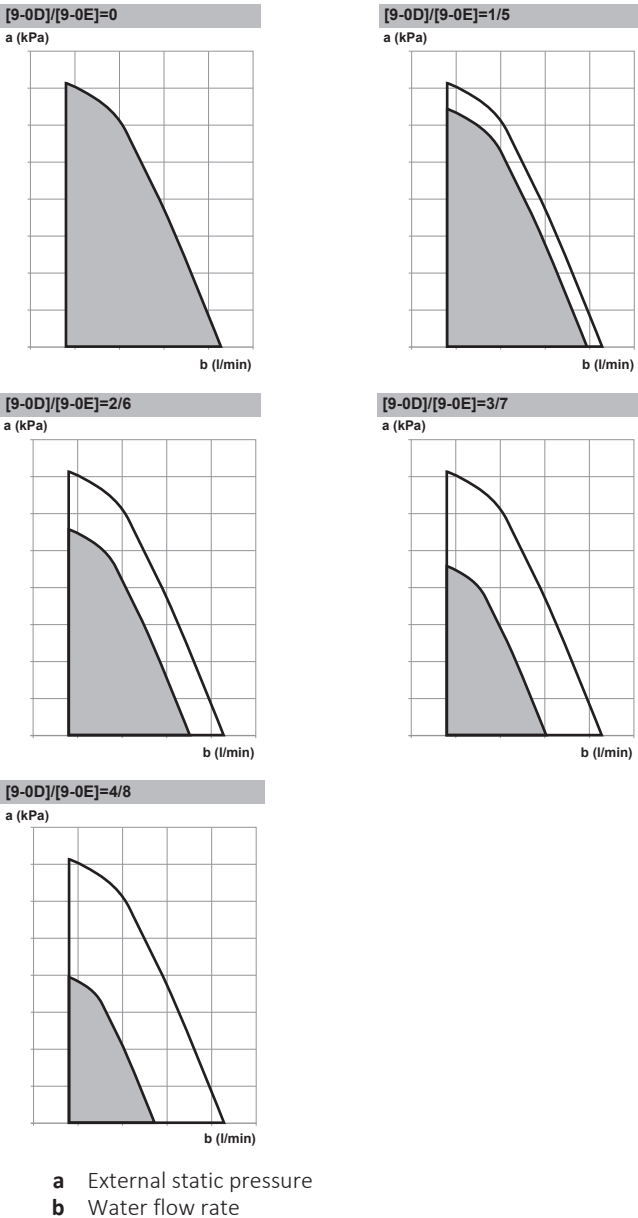 [9-0D]/[9-0E]=0
a (kPa)
b (l/min)
[9-0D]/[9-0E]=1/5
a (kPa)
b (l/min)
[9-0D]/[9-0E]=2/6
a (kPa)
b (l/min)
[9-0D]/[9-0E]=3/7
a (kPa)
b (l/min)
[9-0D]/[9-0E]=4/8
a (kPa)
b (l/min)
a External static pressure
b Water flow rate